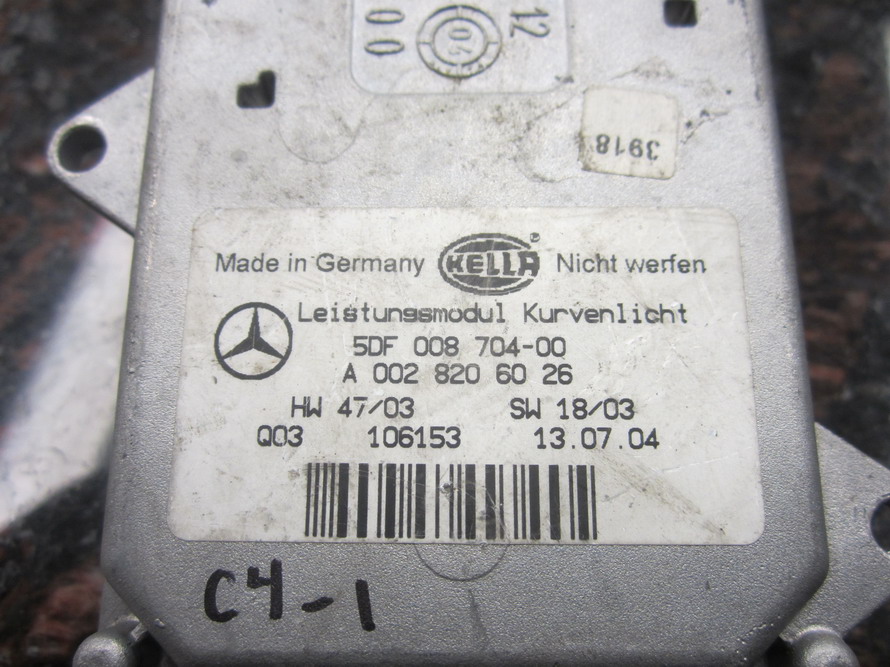 12
04
00
3918
Made in Germany HELLA ® Nicht werfen
Leistungsmodul Kurvenlicht
5DF 008 704-00
A 002 820 60 26
HW 47/03 SW 18/03
Q03 106153 13.07.04
C4-1